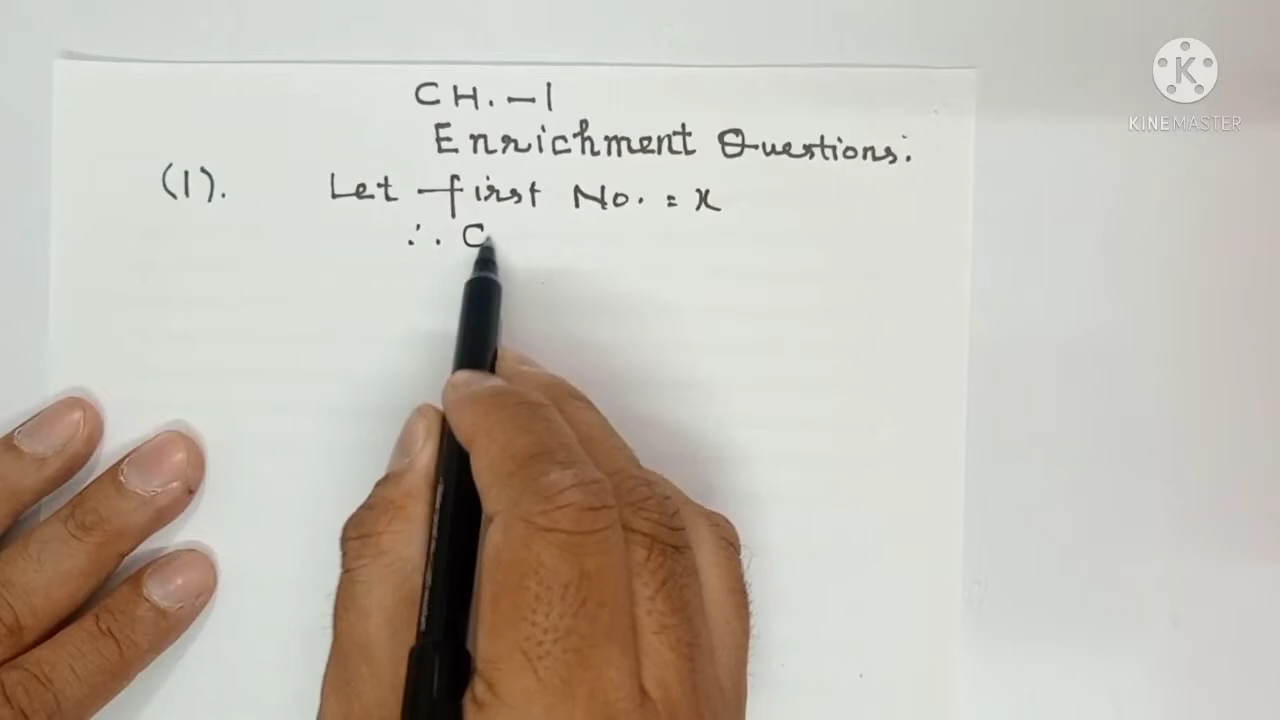 CH. - 1
Enrichment Questions:
(1). Let first No. = x
∴ C
K
KINEMASTER